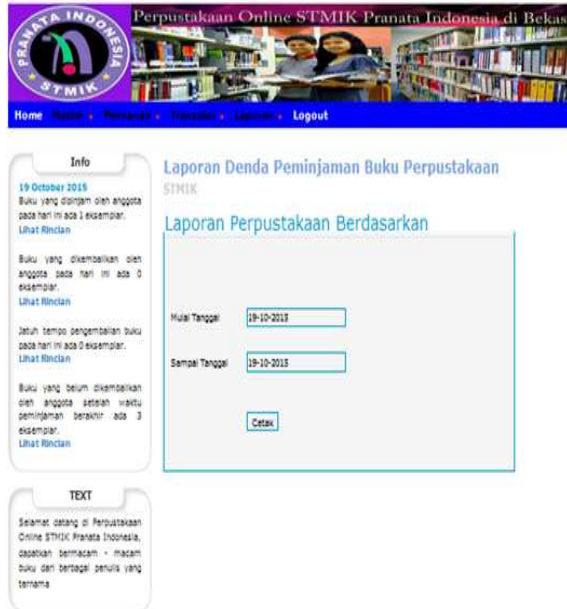 Perpustakaan Online STMIK Pranata Indonesia di Bekas
PRANATA INDONESIA
STMIK
Home Master Pencarian Transaksi Laporan Logout
Info
19 October 2015
Buku yang dipinjam oleh anggota
pada hari ini ada 1 eksemplar.
Lihat Rincian
Buku yang dikembalikan oleh
anggota pada hari ini ada 0
eksemplar.
Lihat Rincian
Jatuh tempo pengembalian buku
pada hari ini ada 0 eksemplar.
Lihat Rincian
Buku yang belum dikembalikan
oleh anggota setelah waktu
peminjaman berakhir ada 3
eksemplar.
Lihat Rincian
TEXT
Selamat datang di Perpustakaan
Online STMIK Pranata Indonesia,
dapatkan bermacam - macam
buku dari berbagai penulis yang
ternama
Laporan Denda Peminjaman Buku Perpustakaan
STMIK
Laporan Perpustakaan Berdasarkan
Mulai Tanggal 19-10-2015
Sampai Tanggal 19-10-2015
Cetak